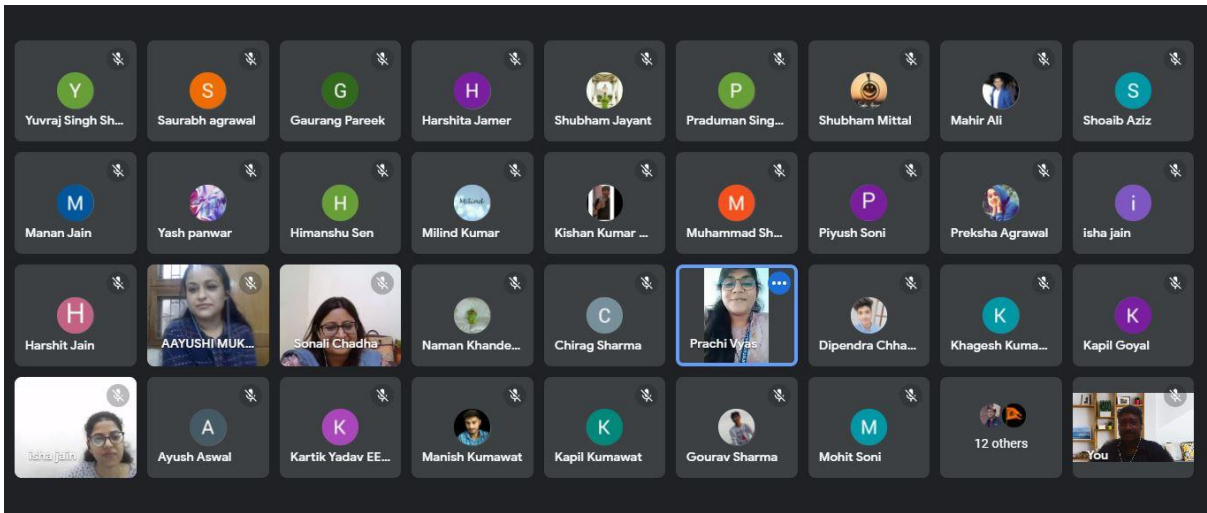 Y
Yuvraj Singh Sh...
S
Saurabh agrawal
G
Gaurang Pareek
H
Harshita Jamer
Shubham Jayant
P
Praduman Sing...
Shubham Mittal
Mahir Ali
S
Shoaib Aziz
M
Manan Jain
Yash panwar
H
Himanshu Sen
Milind
Milind Kumar
Kishan Kumar ...
M
Muhammad Sh...
P
Piyush Soni
Preksha Agrawal
i
isha jain
H
Harshit Jain
AAYUSHI MUK...
Sonali Chadha
Naman Khande...
C
Chirag Sharma
Prachi Vyas
Dipendra Chha...
K
Khagesh Kuma...
K
Kapil Goyal
isha jain
A
Ayush Aswal
K
Kartik Yadav EE...
Manish Kumawat
K
Kapil Kumawat
Gourav Sharma
M
Mohit Soni
12 others
You